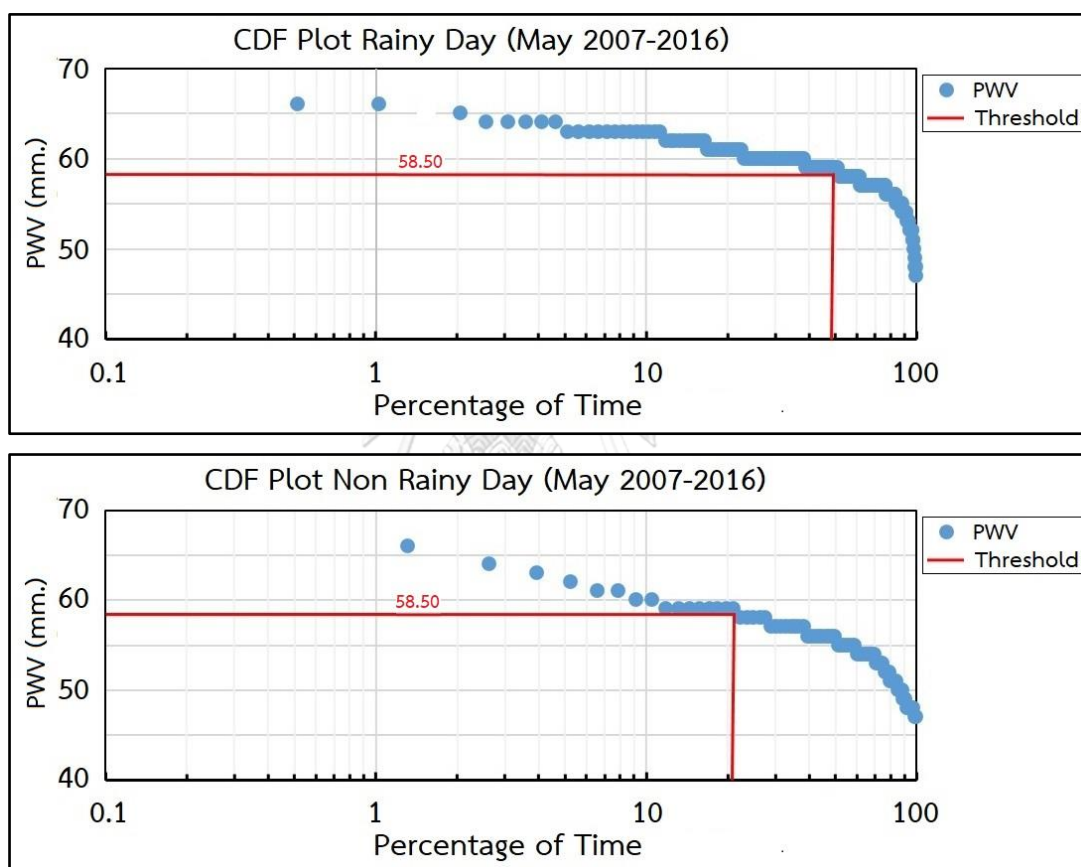 CDF Plot Rainy Day (May 2007-2016)
70
60
50
40
PWV (mm.)
58.50
0.1 1 10 100
Percentage of Time
PWV
Threshold
CDF Plot Non Rainy Day (May 2007-2016)
70
60
50
40
PWV (mm.)
58.50
0.1 1 10 100
Percentage of Time
PWV
Threshold